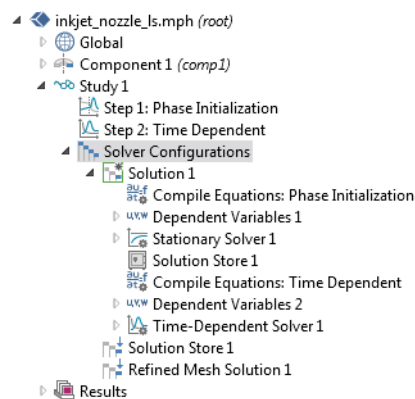 inkjet_nozzle_ls.mph (root)
Global
Component 1 (comp1)
Study 1
Step 1: Phase Initialization
Step 2: Time Dependent
Solver Configurations
Solution 1
Compile Equations: Phase Initialization
Dependent Variables 1
Stationary Solver 1
Solution Store 1
Compile Equations: Time Dependent
Dependent Variables 2
Time-Dependent Solver 1
Solution Store 1
Refined Mesh Solution 1
Results